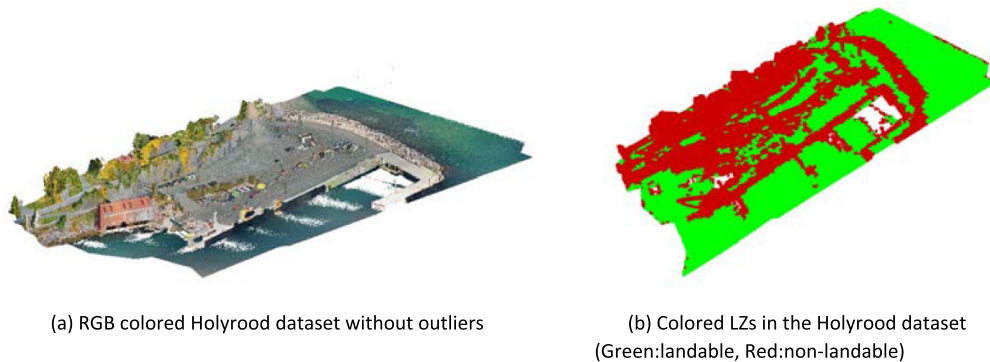 (a) RGB colored Holyrood dataset without outliers
(b) Colored LZs in the Holyrood dataset
(Green:landable, Red:non-landable)